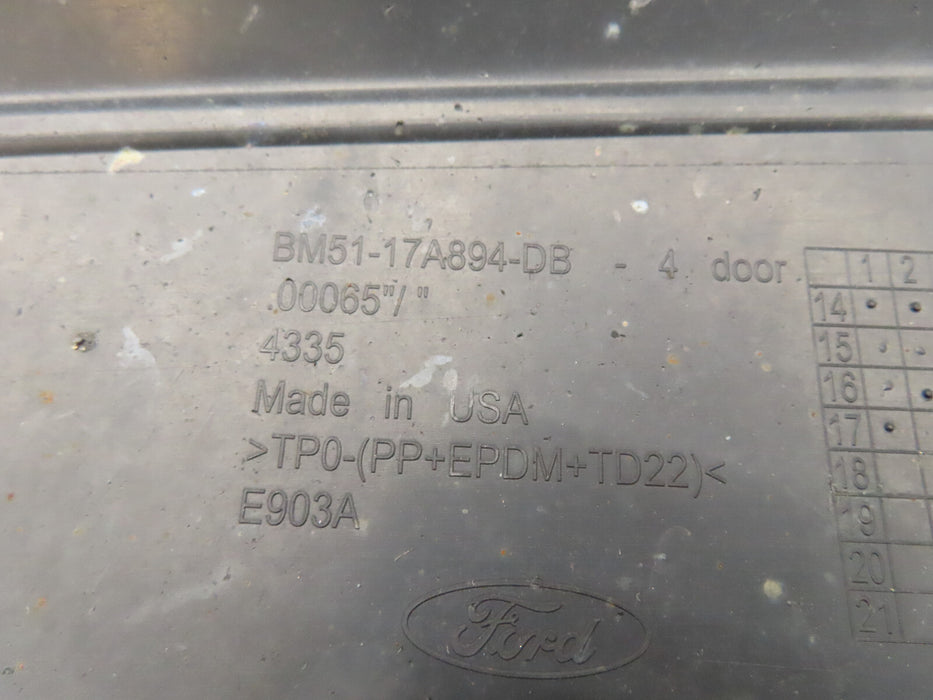 BM51-17A894-DB - 4 door
.00065"/ "
4335
Made in USA
>TPO-(PP+EPDM+TD22)<
E903A
Ford
1 2
14
15
16
17
18
19
20
21